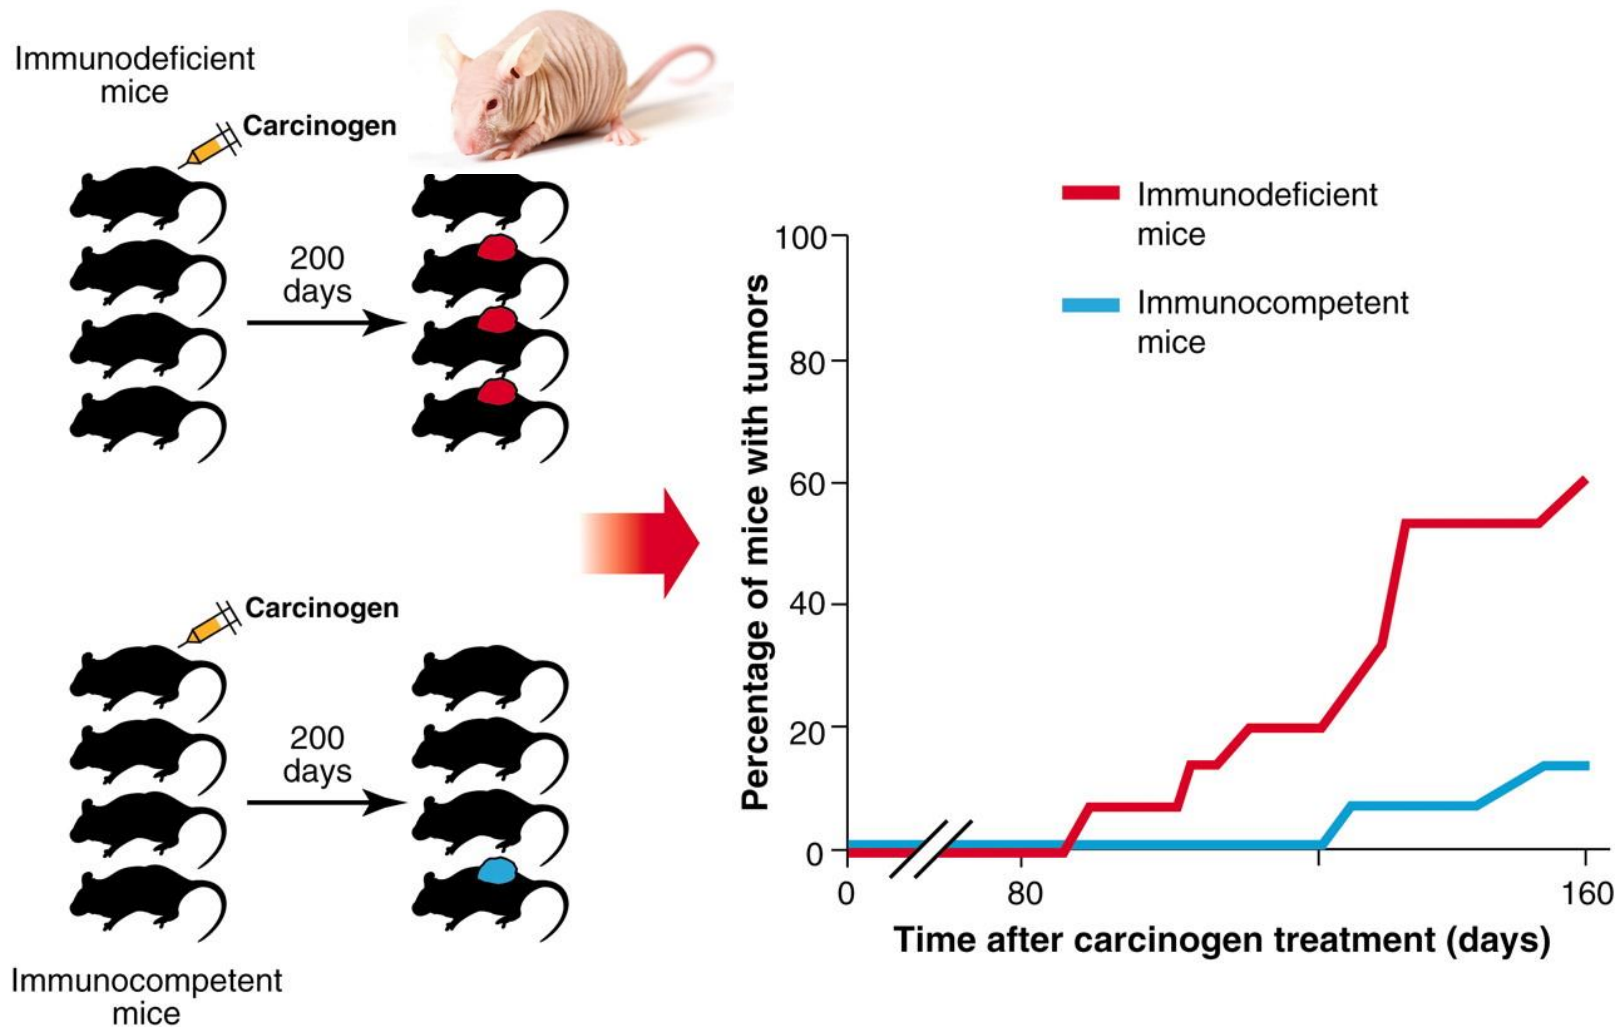 Immunodeficient
mice
Carcinogen
200
days
Carcinogen
200
days
Immunocompetent
mice
Immunodeficient
mice
Immunocompetent
mice
Percentage of mice with tumors
100
80
60
40
20
0
0
80
160
Time after carcinogen treatment (days)